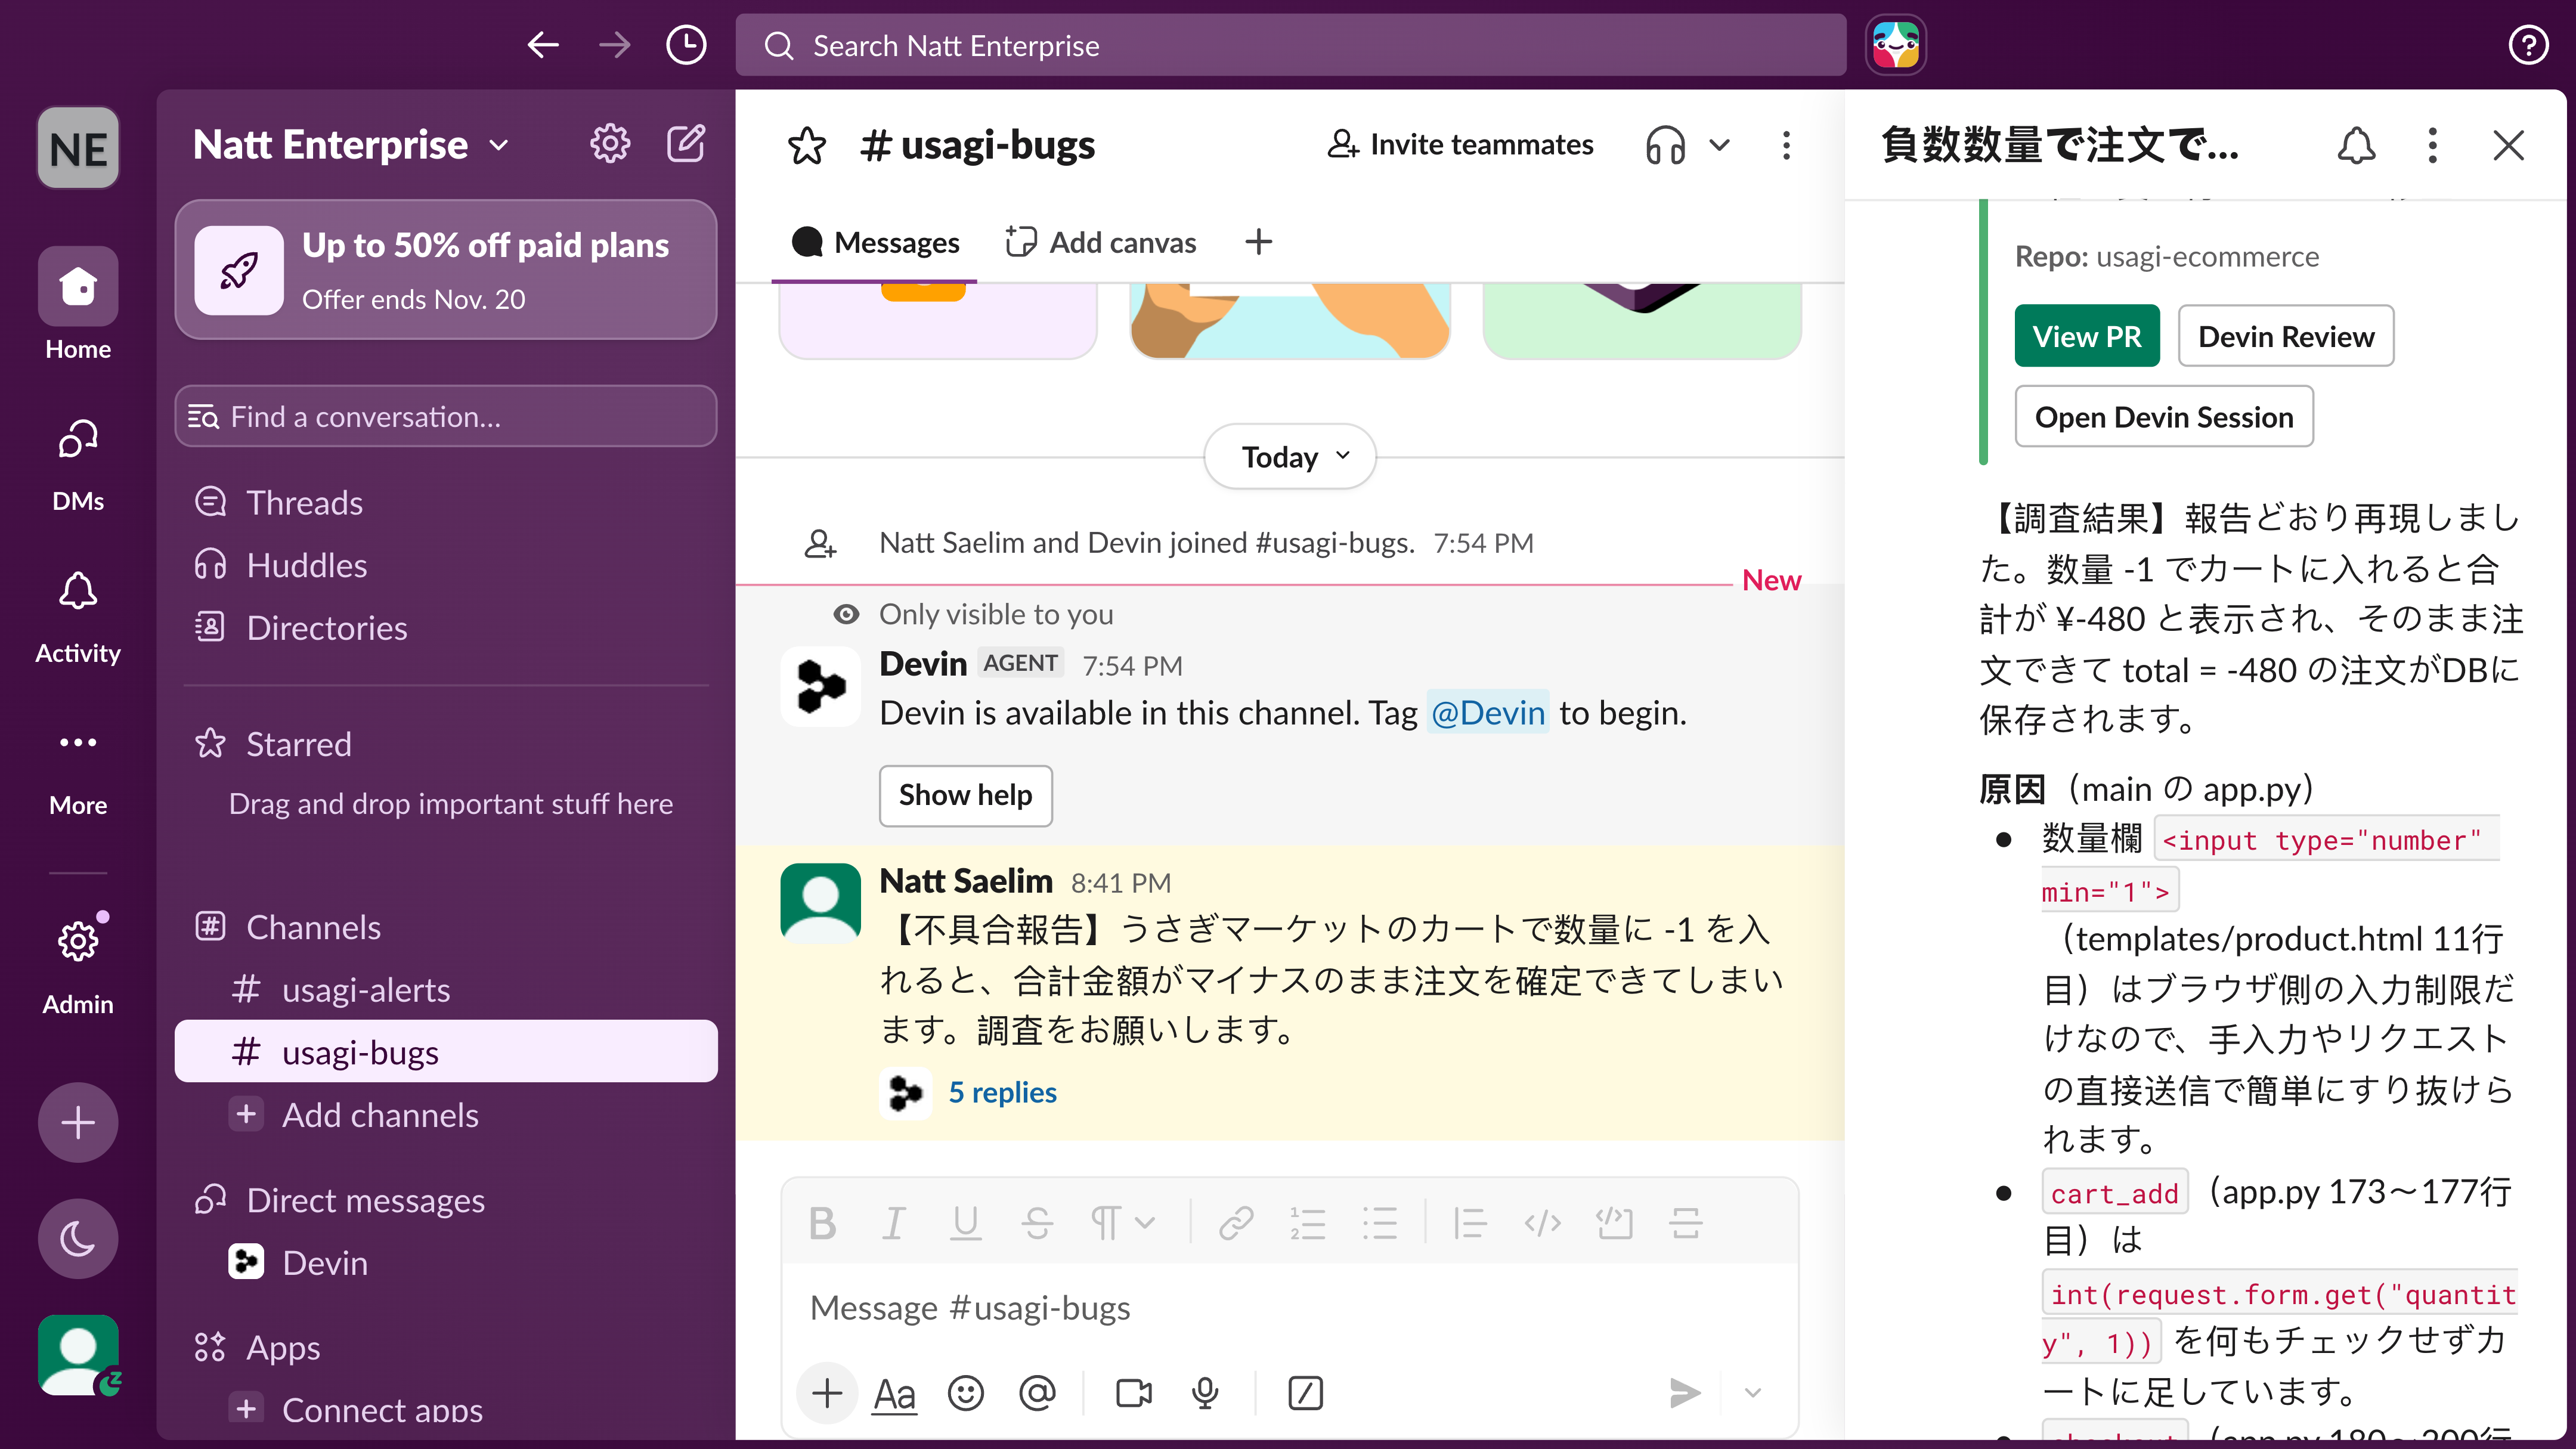 Search Natt Enterprise
NE
Home
DMs
Activity
More
Admin
Natt Enterprise
Up to 50% off paid plans
Offer ends Nov. 20
Find a conversation...
Threads
Huddles
Directories
Starred
Drag and drop important stuff here
Channels
# usagi-alerts
# usagi-bugs
Add channels
Direct messages
Devin
Apps
Connect apps
# usagi-bugs
Invite teammates
Messages
Add canvas
Today
Natt Saelim and Devin joined #usagi-bugs. 7:54 PM
New
Only visible to you
Devin AGENT 7:54 PM
Devin is available in this channel. Tag @Devin to begin.
Show help
Natt Saelim 8:41 PM
【不具合報告】うさぎマーケットのカートで数量に -1 を入
れると、合計金額がマイナスのまま注文を確定できてしまい
ます。調査をお願いします。
5 replies
Message #usagi-bugs
Aa
負数数量で注文で...
Repo: usagi-ecommerce
View PR
Devin Review
Open Devin Session
【調査結果】報告どおり再現しまし
た。数量 -1 でカートに入れると合
計が ¥-480 と表示され、そのまま注
文できて total = -480 の注文がDBに
保存されます。
原因（main の app.py）
数量欄 <input type="number"
min="1">
（templates/product.html 11行
目）はブラウザ側の入力制限だ
けなので、手入力やリクエスト
の直接送信で簡単にすり抜けら
れます。
cart_add（app.py 173〜177行
目）は
int(request.form.get("quantit
y", 1)) を何もチェックせずカ
ートに足しています。